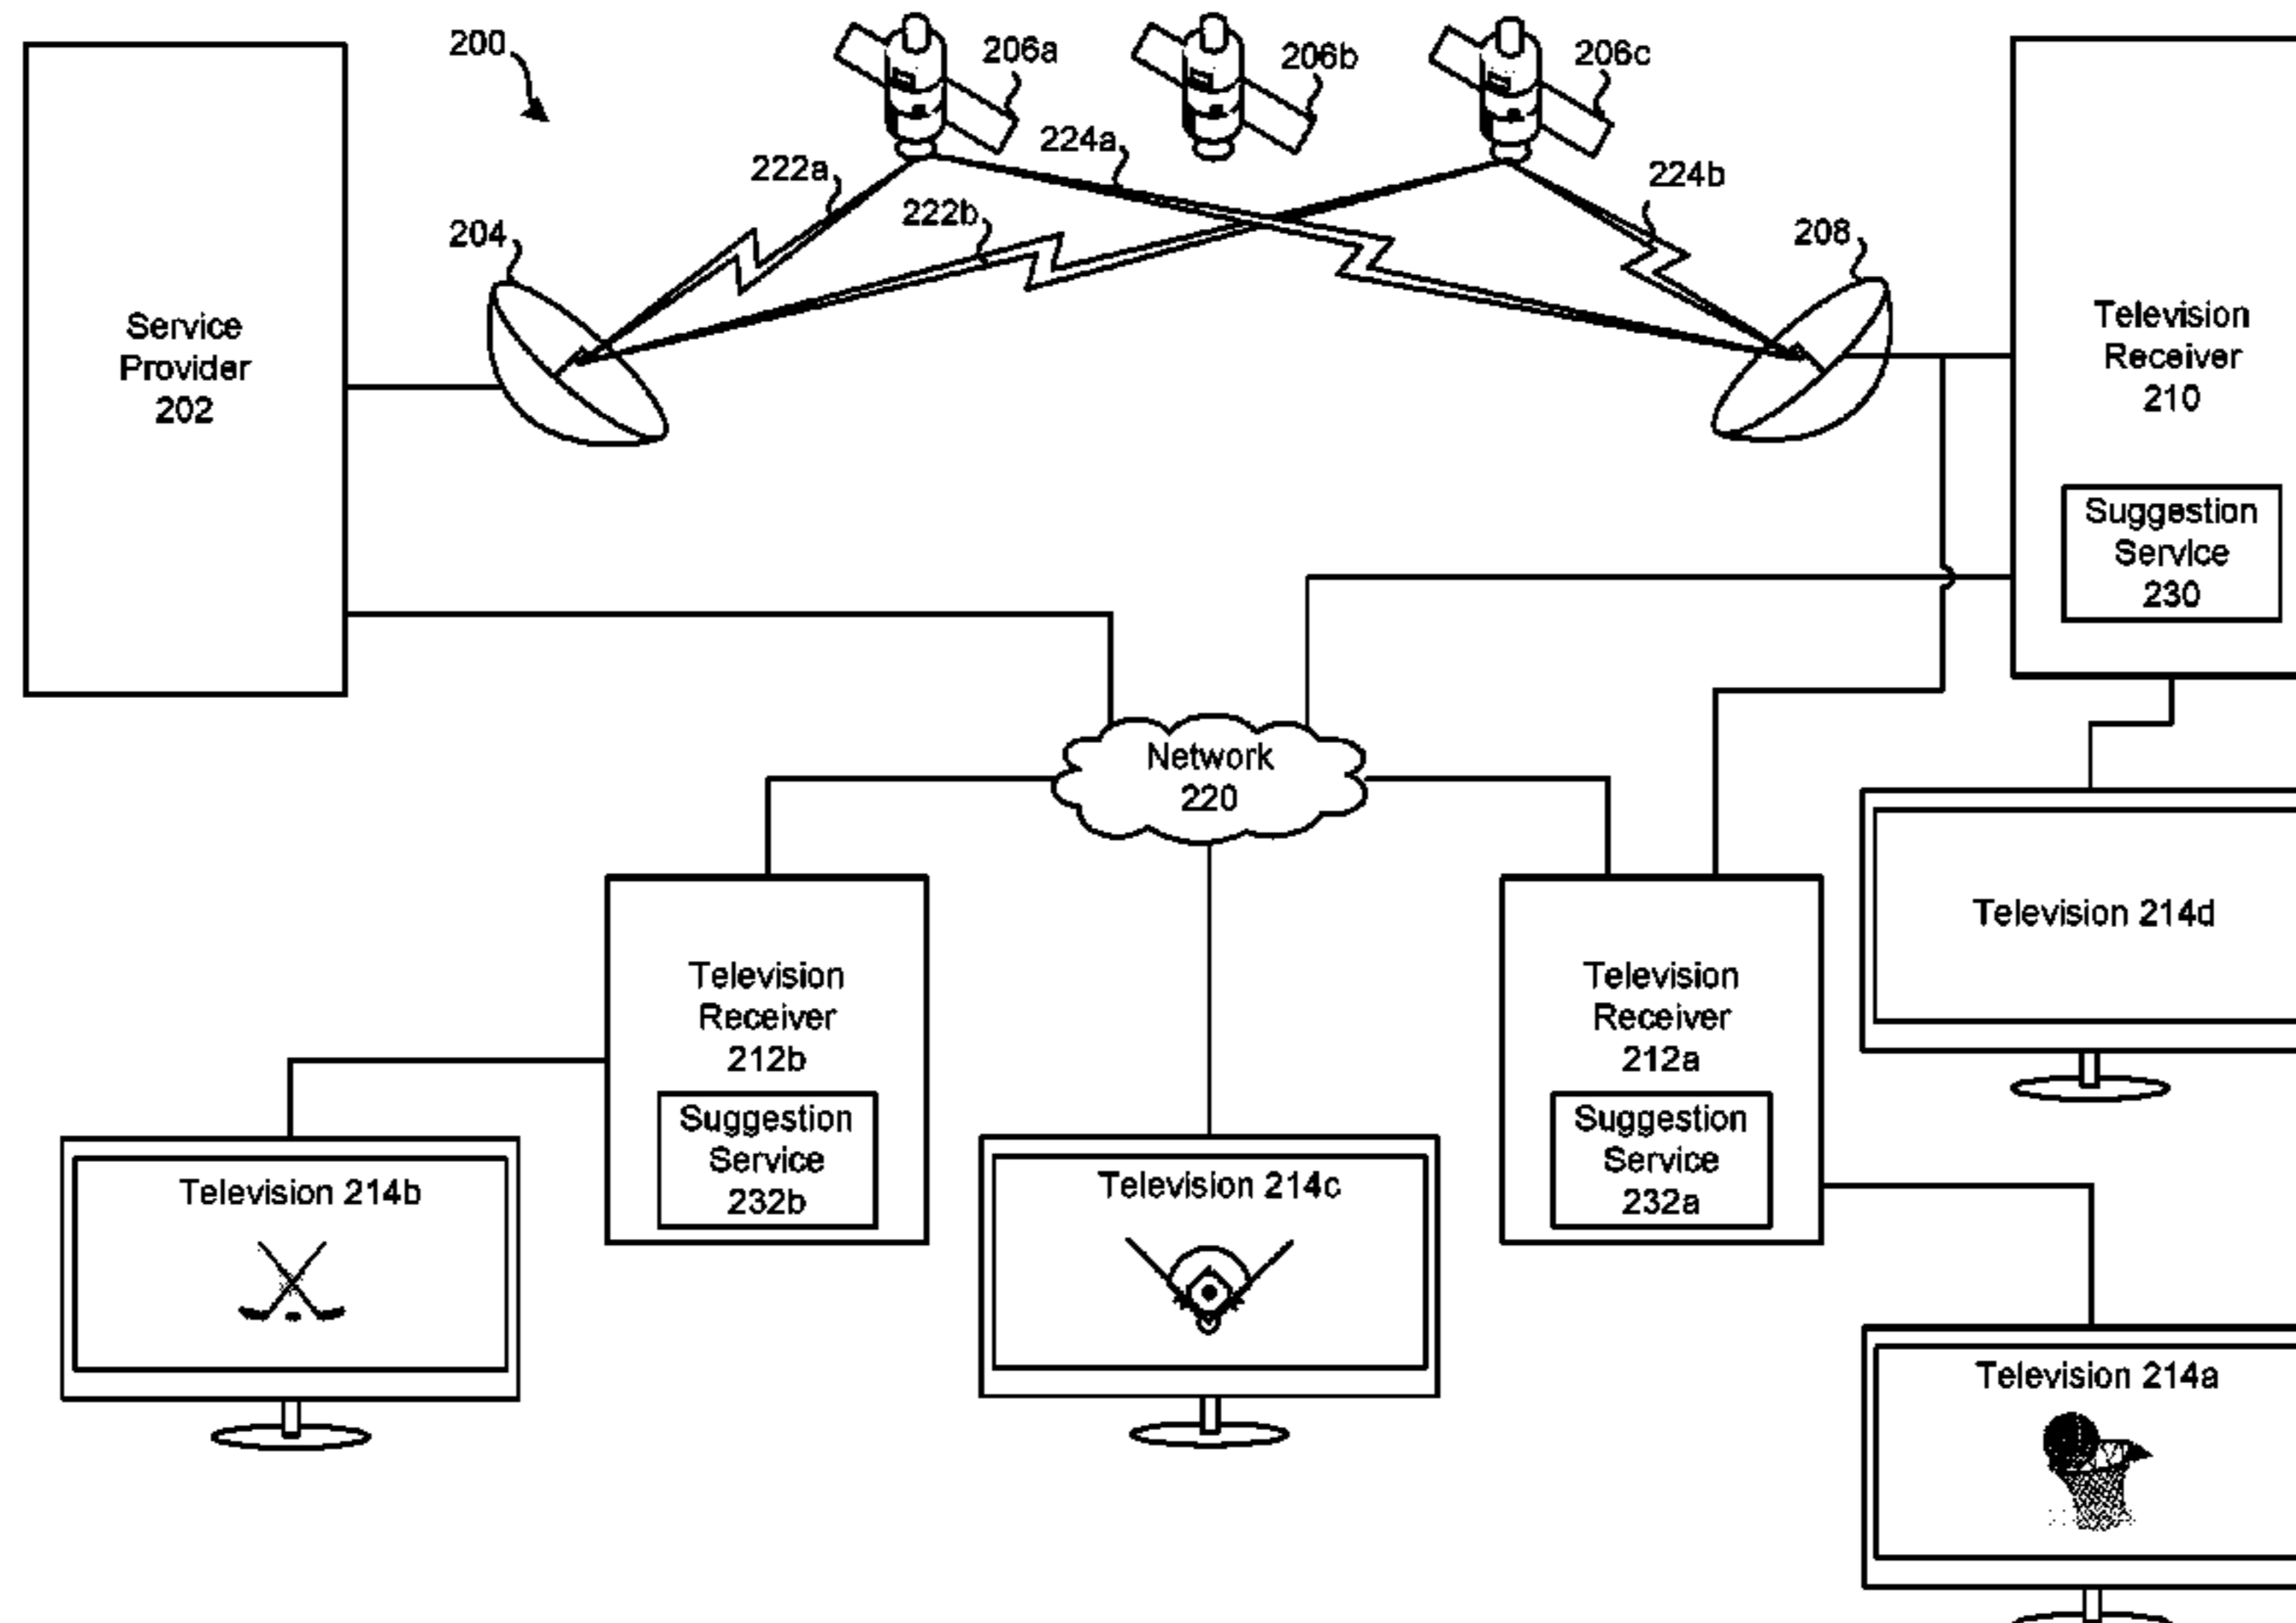 200
206a
206b
206c
222a
224a
224b
222b
204
208
Service
Provider
202
Television
Receiver
210
Suggestion
Service
230
Network
220
Television 214d
Television
Receiver
212b
Suggestion
Service
232b
Television
Receiver
212a
Suggestion
Service
232a
Television 214b
Television 214c
Television 214a